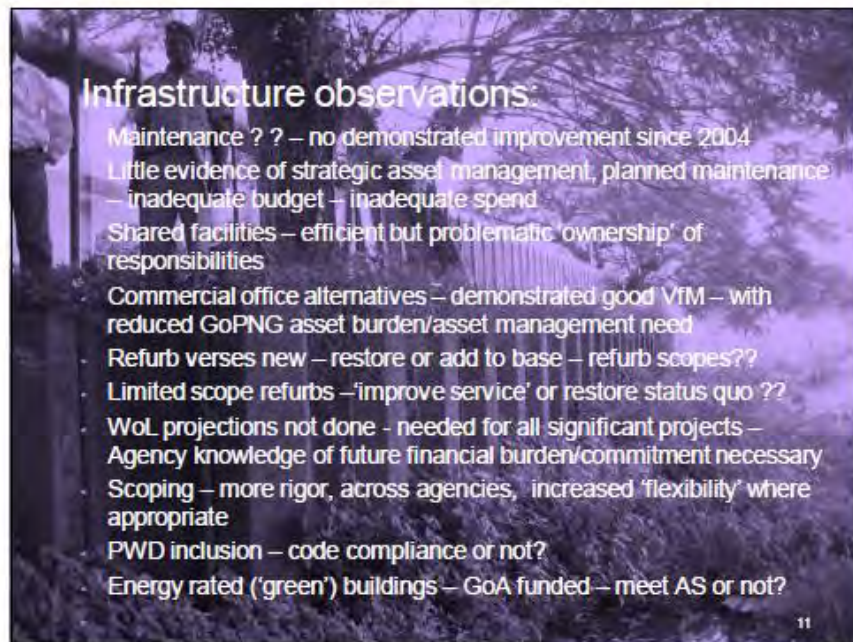 Infrastructure observations:
Maintenance ? ? – no demonstrated improvement since 2004
Little evidence of strategic asset management, planned maintenance
– inadequate budget – inadequate spend
Shared facilities – efficient but problematic 'ownership' of
responsibilities
Commercial office alternatives – demonstrated good VfM – with
reduced GoPNG asset burden/asset management need
Refurb verses new – restore or add to base – refurb scopes??
Limited scope refurbs –'improve service' or restore status quo ??
WoL projections not done - needed for all significant projects –
Agency knowledge of future financial burden/commitment necessary
Scoping – more rigor, across agencies, increased 'flexibility' where
appropriate
PWD inclusion – code compliance or not?
Energy rated ('green') buildings – GoA funded – meet AS or not?
11